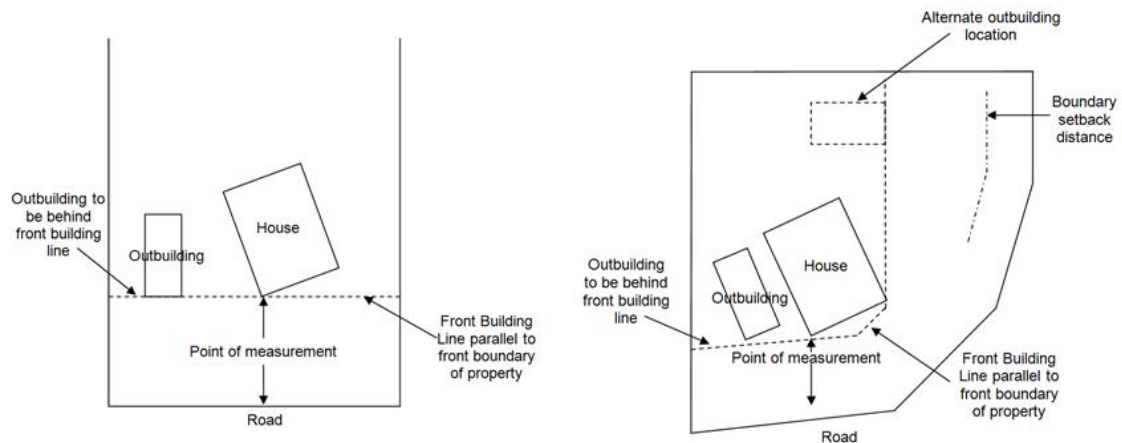 Outbuilding to
be behind
front building
line
Outbuilding
House
Point of measurement
Front Building
Line parallel to
front boundary
of property
Road
Alternate outbuilding
location
Boundary
setback
distance
Outbuilding
to be behind
front building
line
Outbuilding
House
Point of measurement
Front Building
Line parallel to
front boundary
of property
Road